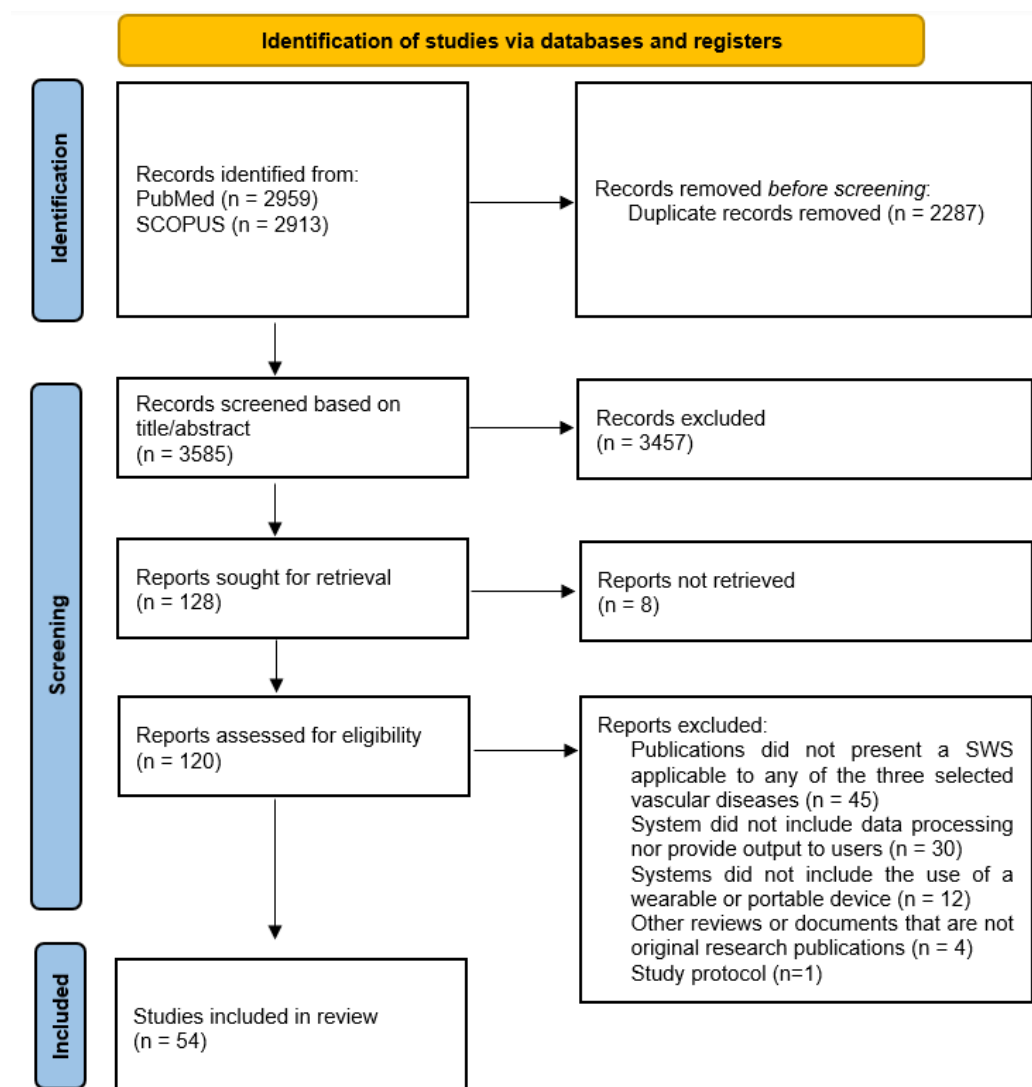 Identification of studies via databases and registers
Identification
Records identified from:
PubMed (n = 2959)
SCOPUS (n = 2913)
Records removed before screening:
Duplicate records removed (n = 2287)
Screening
Records screened based on
title/abstract
(n = 3585)
Records excluded
(n = 3457)
Reports sought for retrieval
(n = 128)
Reports not retrieved
(n = 8)
Reports assessed for eligibility
(n = 120)
Reports excluded:
Publications did not present a SWS
applicable to any of the three selected
vascular diseases (n = 45)
System did not include data processing
nor provide output to users (n = 30)
Systems did not include the use of a
wearable or portable device (n = 12)
Other reviews or documents that are not
original research publications (n = 4)
Study protocol (n=1)
Included
Studies included in review
(n = 54)